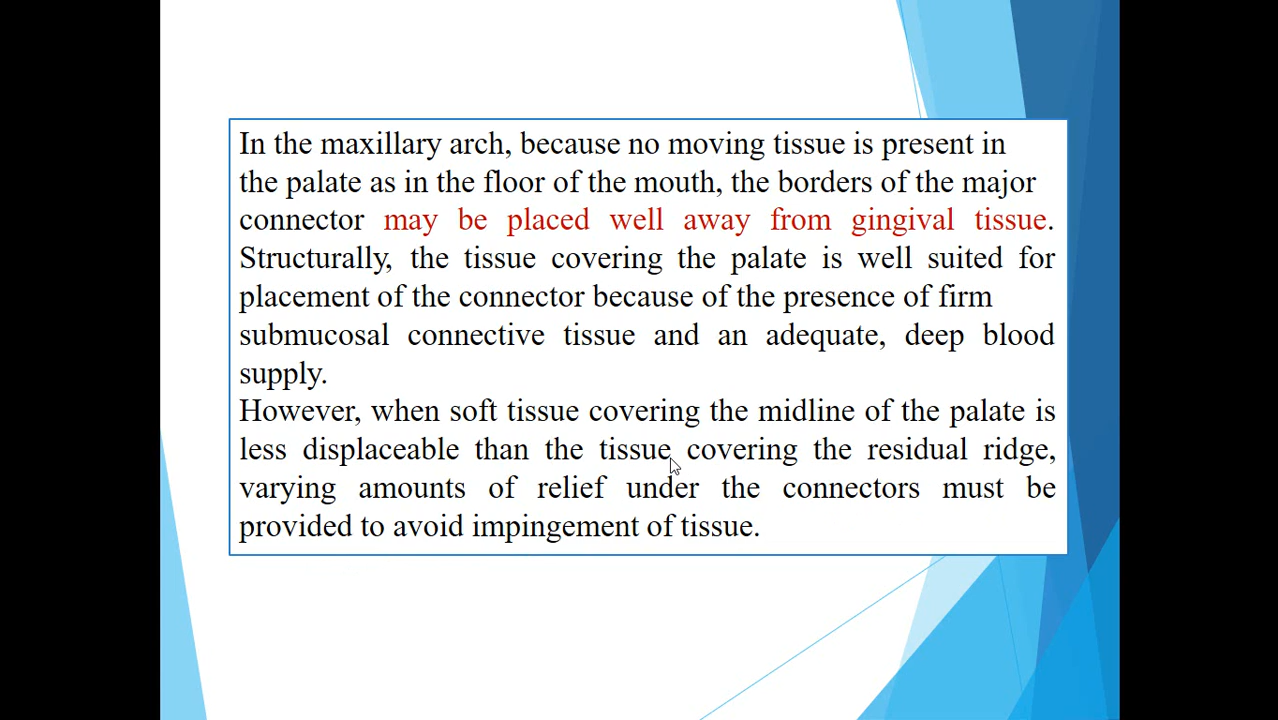 In the maxillary arch, because no moving tissue is present in
the palate as in the floor of the mouth, the borders of the major
connector may be placed well away from gingival tissue.
Structurally, the tissue covering the palate is well suited for
placement of the connector because of the presence of firm
submucosal connective tissue and an adequate, deep blood
supply.
However, when soft tissue covering the midline of the palate is
less displaceable than the tissue covering the residual ridge,
varying amounts of relief under the connectors must be
provided to avoid impingement of tissue.